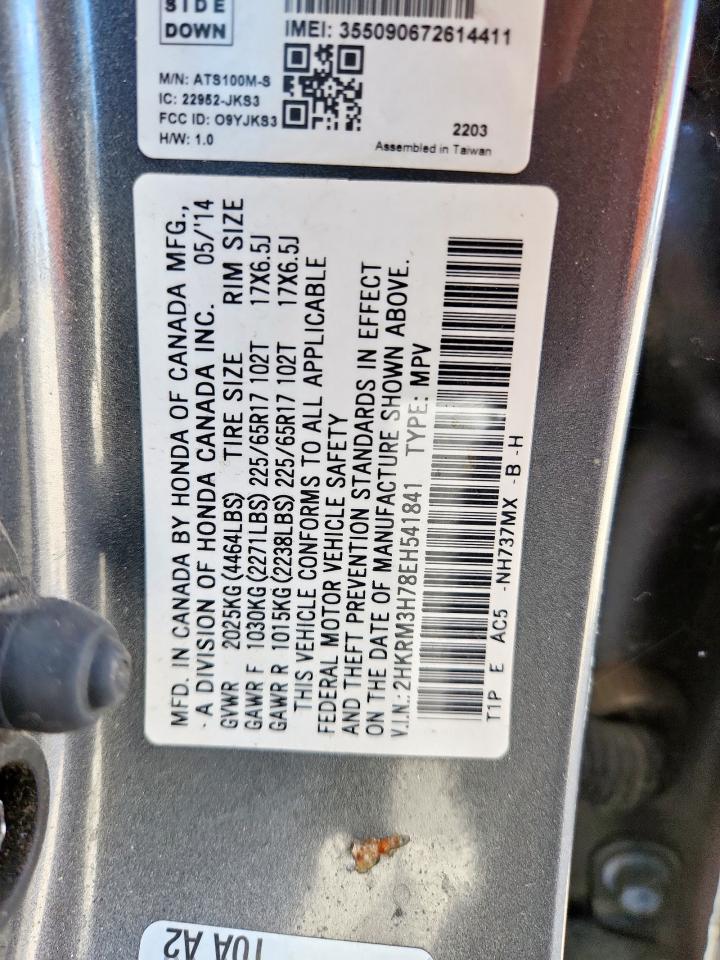 SIDE
DOWN
IMEI: 355090672614411
M/N: ATS100M-S
IC: 22952-JKS3
FCC ID: O9YJKS3
H/W: 1.0
2203
Assembled in Taiwan
MFD. IN CANADA BY HONDA OF CANADA MFG.,
A DIVISION OF HONDA CANADA INC. 05/'14
GVWR 2025KG(4464LBS) TIRE SIZE RIM SIZE
GAWR F 1030KG(2271LBS) 225/65R17 102T 17X6.5J
GAWR R 1015KG(2238LBS) 225/65R17 102T 17X6.5J
THIS VEHICLE CONFORMS TO ALL APPLICABLE
FEDERAL MOTOR VEHICLE SAFETY
AND THEFT PREVENTION STANDARDS IN EFFECT
ON THE DATE OF MANUFACTURE SHOWN ABOVE.
V.I.N.: 2HKRM3H78EH541841 TYPE: MPV
T1P E AC5 -NH737MX -B -H
10A A2